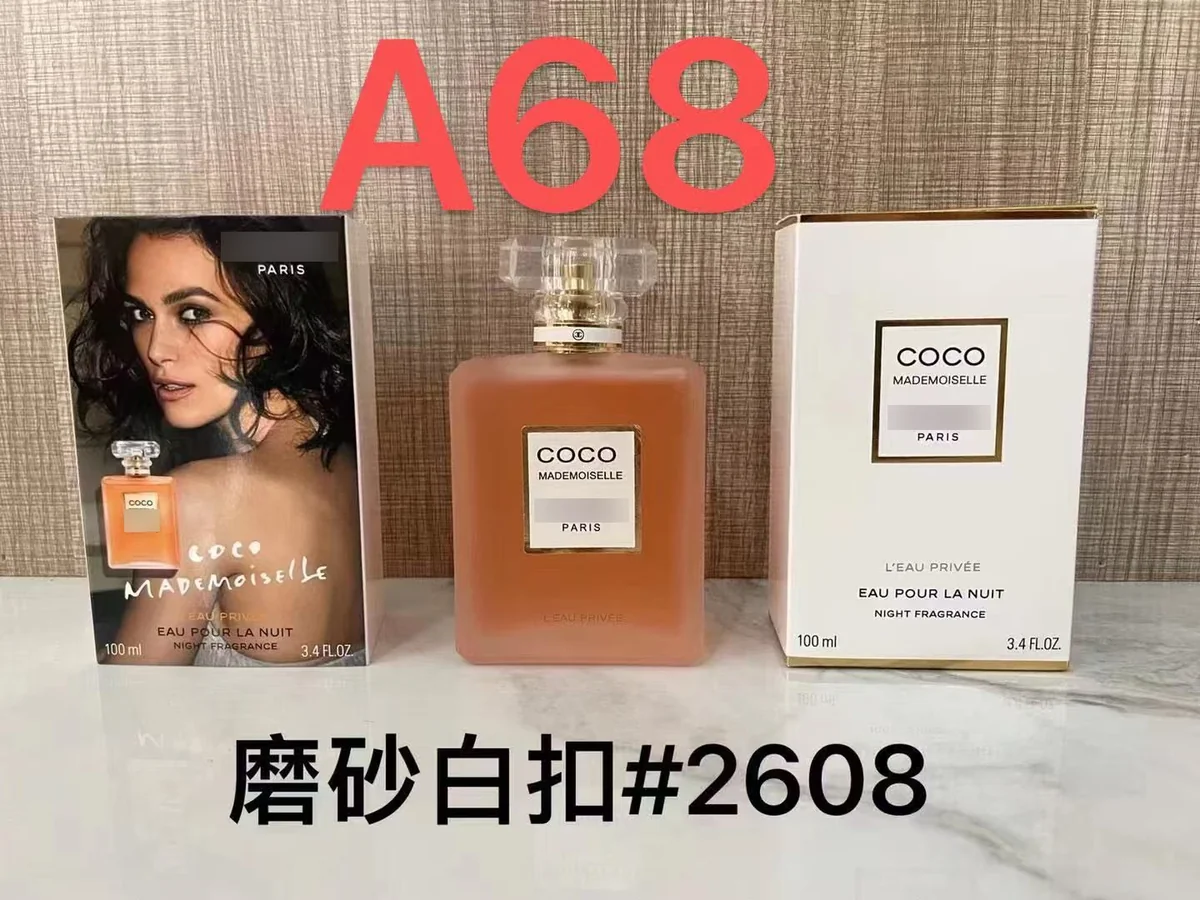 A68
PARIS
COCO
COCO
MADEMOISELLE
EAU PRIVÉE
EAU POUR LA NUIT
NIGHT FRAGRANCE
100 ml
3.4 FL.OZ.
COCO
MADEMOISELLE
PARIS
L'EAU PRIVÉE
COCO
MADEMOISELLE
PARIS
L'EAU PRIVÉE
EAU POUR LA NUIT
NIGHT FRAGRANCE
100 ml
3.4 FL.OZ.
磨砂白扣#2608